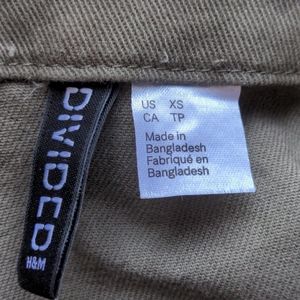 DIVIDED
H&M
US XS
CA TP
Made in
Bangladesh
Fabriqué en
Bangladesh